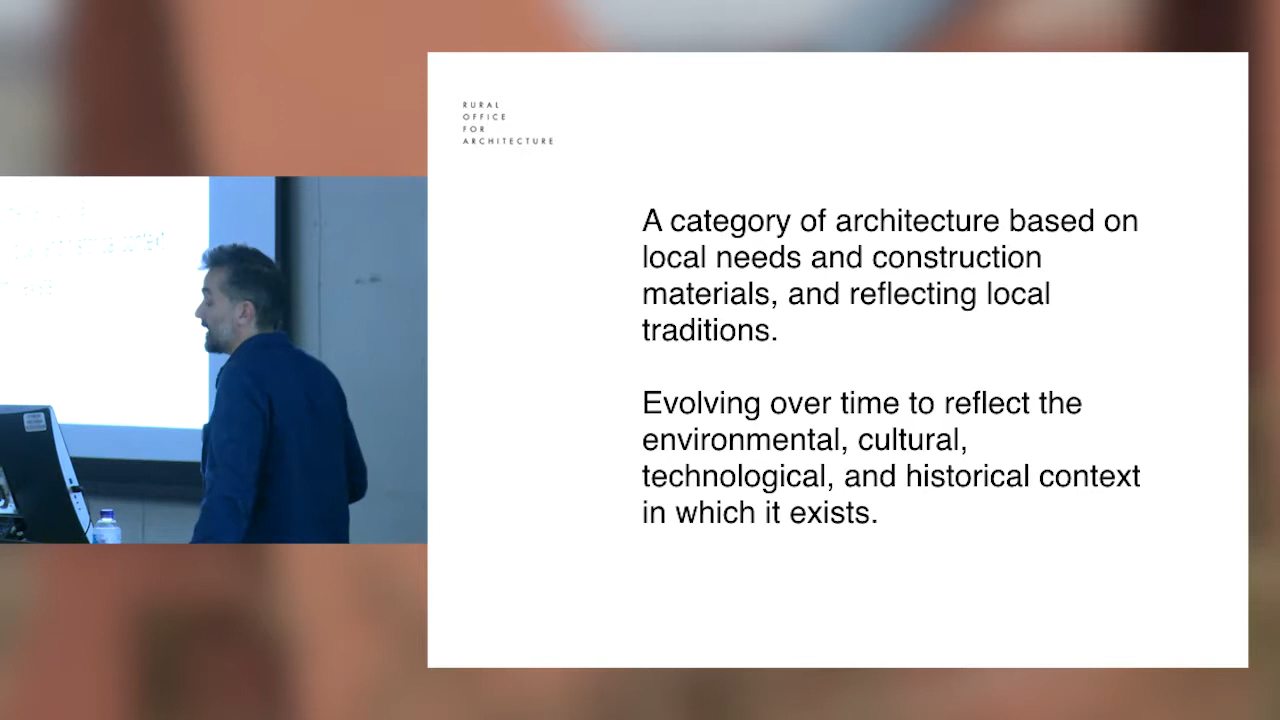 RURAL
OFFICE
FOR
ARCHITECTURE
A category of architecture based on
local needs and construction
materials, and reflecting local
traditions.
Evolving over time to reflect the
environmental, cultural,
technological, and historical context
in which it exists.